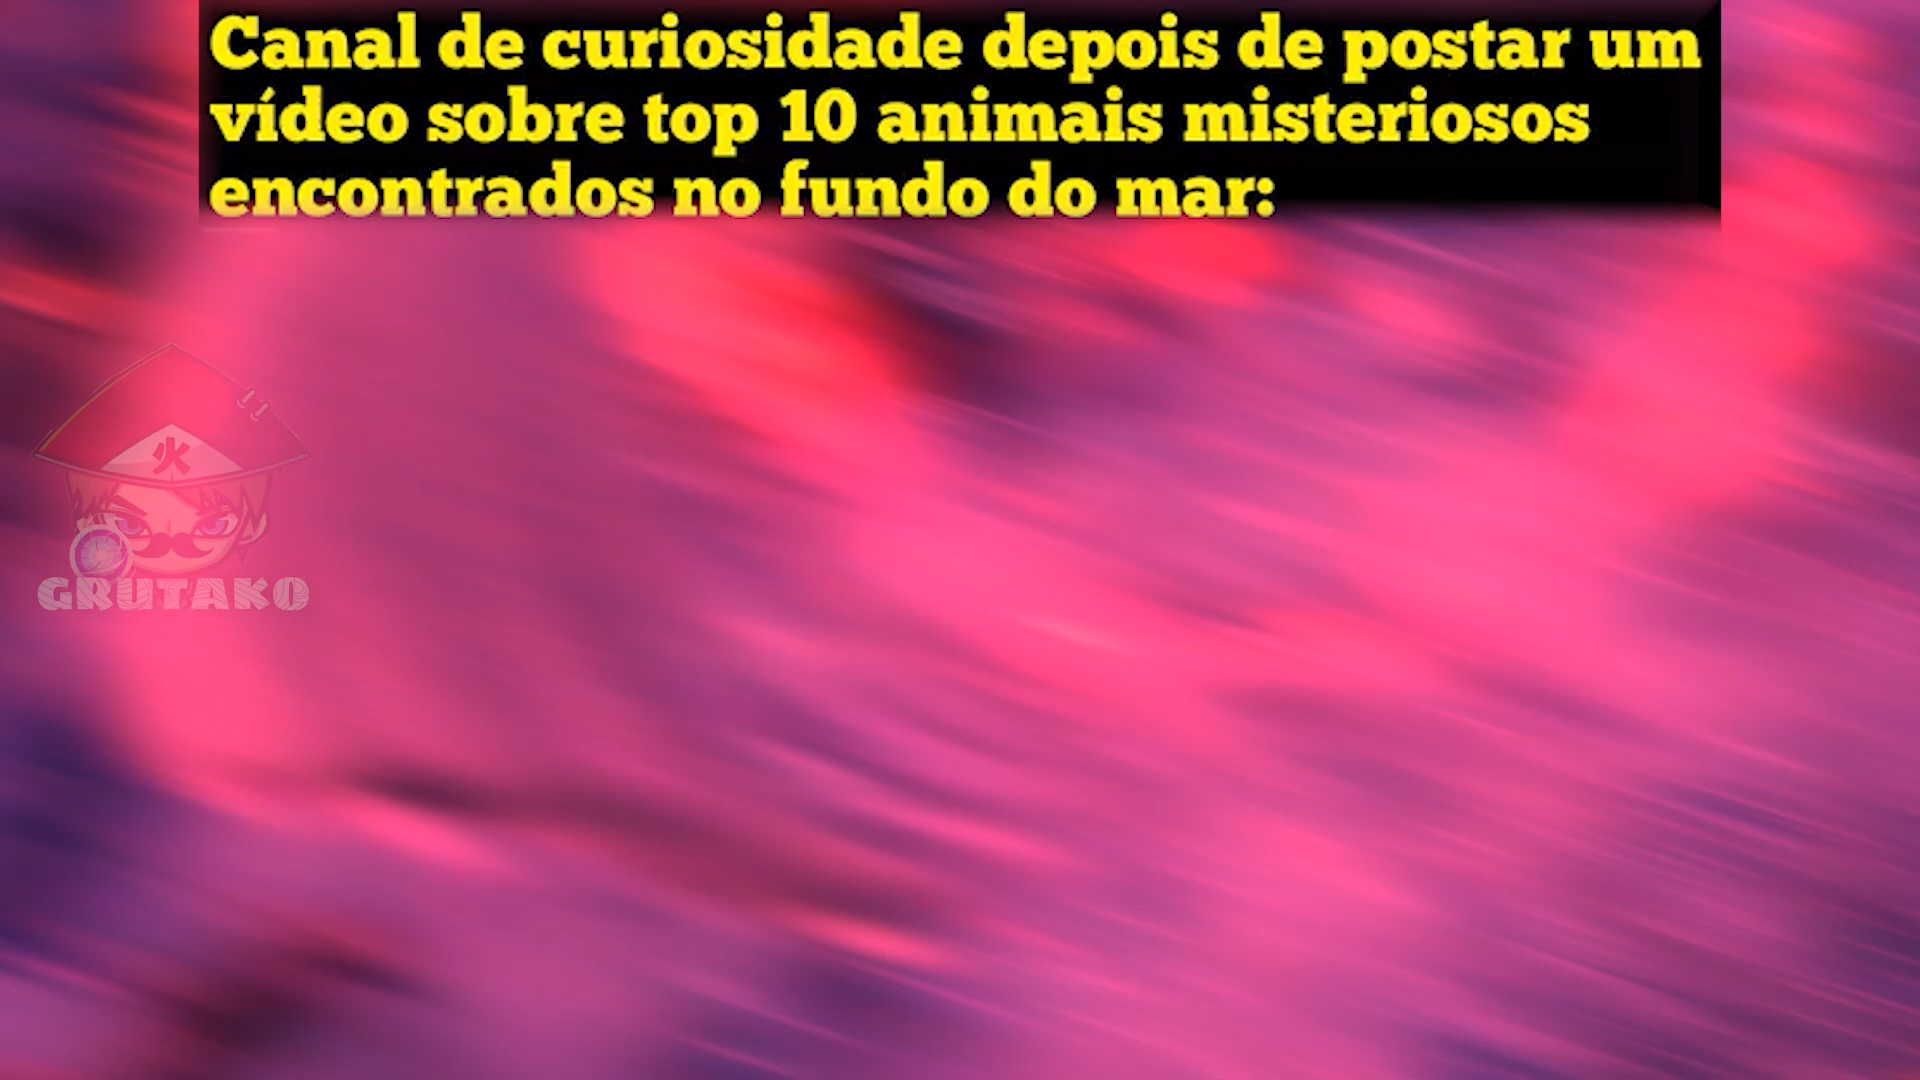 Canal de curiosidade depois de postar um
vídeo sobre top 10 animais misteriosos
encontrados no fundo do mar:
火
GRUTAKO